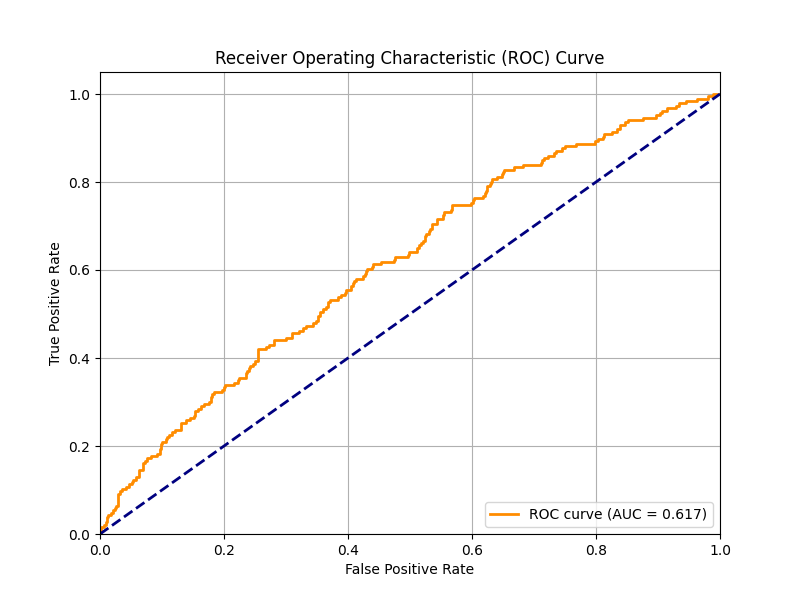 Receiver Operating Characteristic (ROC) Curve
True Positive Rate
1.0
0.8
0.6
0.4
0.2
0.0
ROC curve (AUC = 0.617)
0.0 0.2 0.4 0.6 0.8 1.0
False Positive Rate